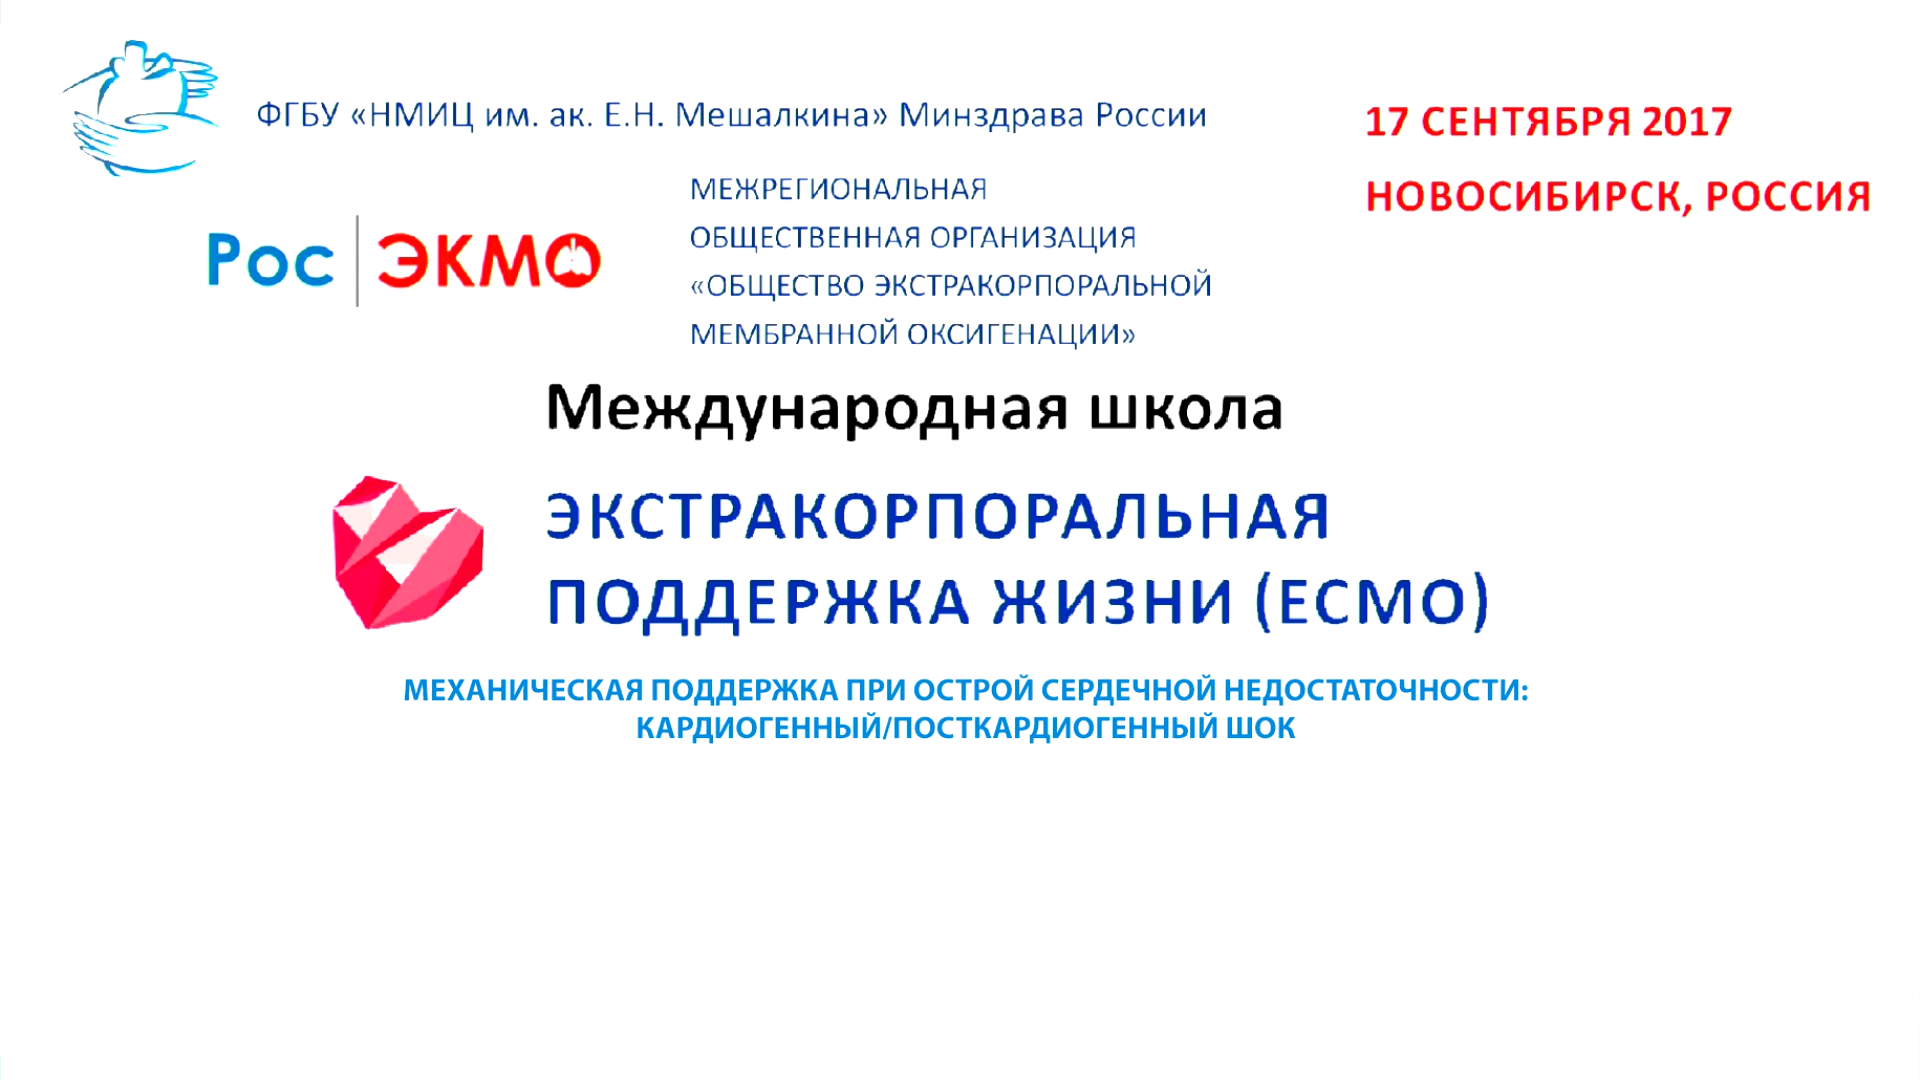 ФГБУ «НМИЦ им. ак. Е.Н. Мешалкина» Минздрава России
17 СЕНТЯБРЯ 2017
НОВОСИБИРСК, РОССИЯ
Рос ЭКМО
МЕЖРЕГИОНАЛЬНАЯ
ОБЩЕСТВЕННАЯ ОРГАНИЗАЦИЯ
«ОБЩЕСТВО ЭКСТРАКОРПОРАЛЬНОЙ
МЕМБРАННОЙ ОКСИГЕНАЦИИ»
Международная школа
ЭКСТРАКОРПОРАЛЬНАЯ
ПОДДЕРЖКА ЖИЗНИ (ЕСМО)
МЕХАНИЧЕСКАЯ ПОДДЕРЖКА ПРИ ОСТРОЙ СЕРДЕЧНОЙ НЕДОСТАТОЧНОСТИ:
КАРДИОГЕННЫЙ/ПОСТКАРДИОГЕННЫЙ ШОК